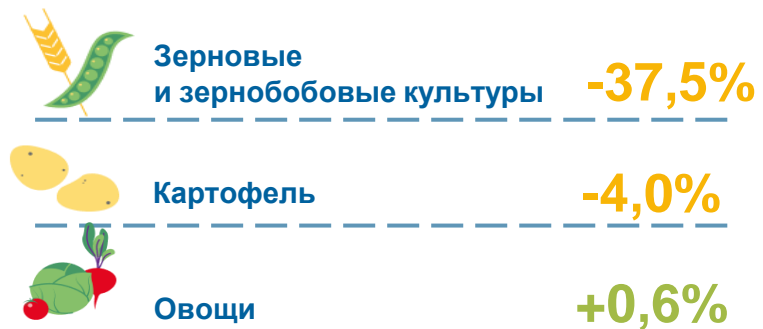 Зерновые
и зернобобовые культуры -37,5%
Картофель -4,0%
Овощи +0,6%